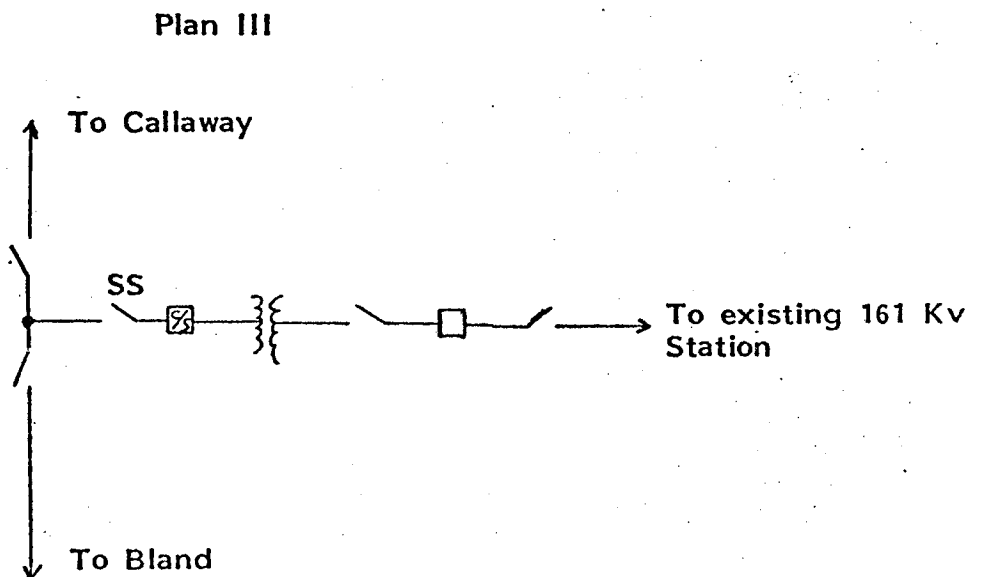 Plan III
To Callaway
SS
C/S
To existing 161 Kv
Station
To Bland